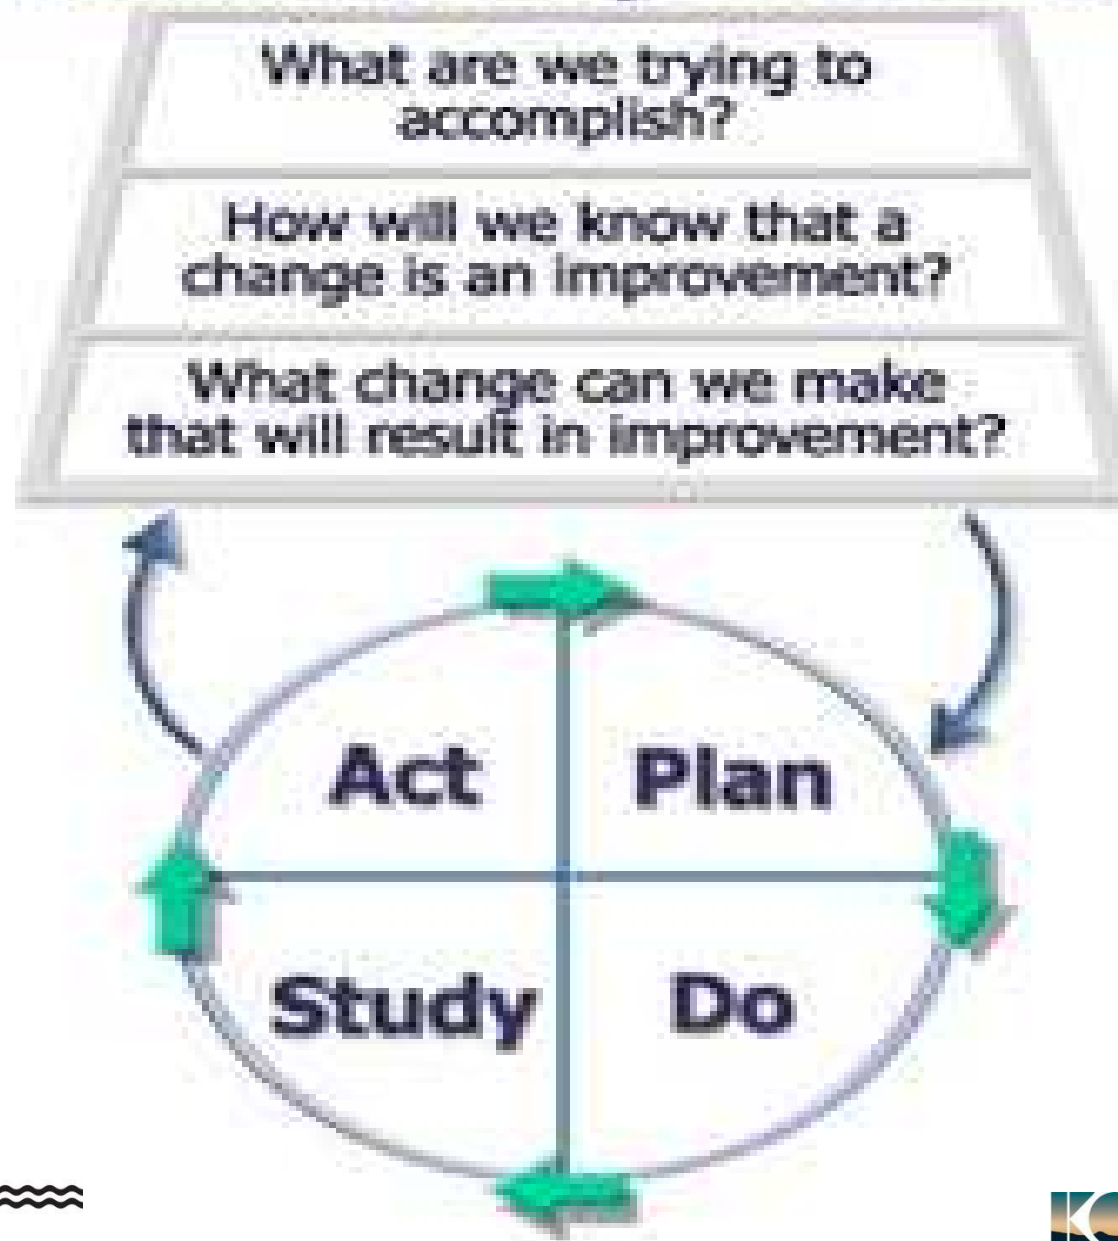 What are we trying to
accomplish?
How will we know that a
change is an improvement?
What change can we make
that will result in improvement?
Act Plan
Study Do